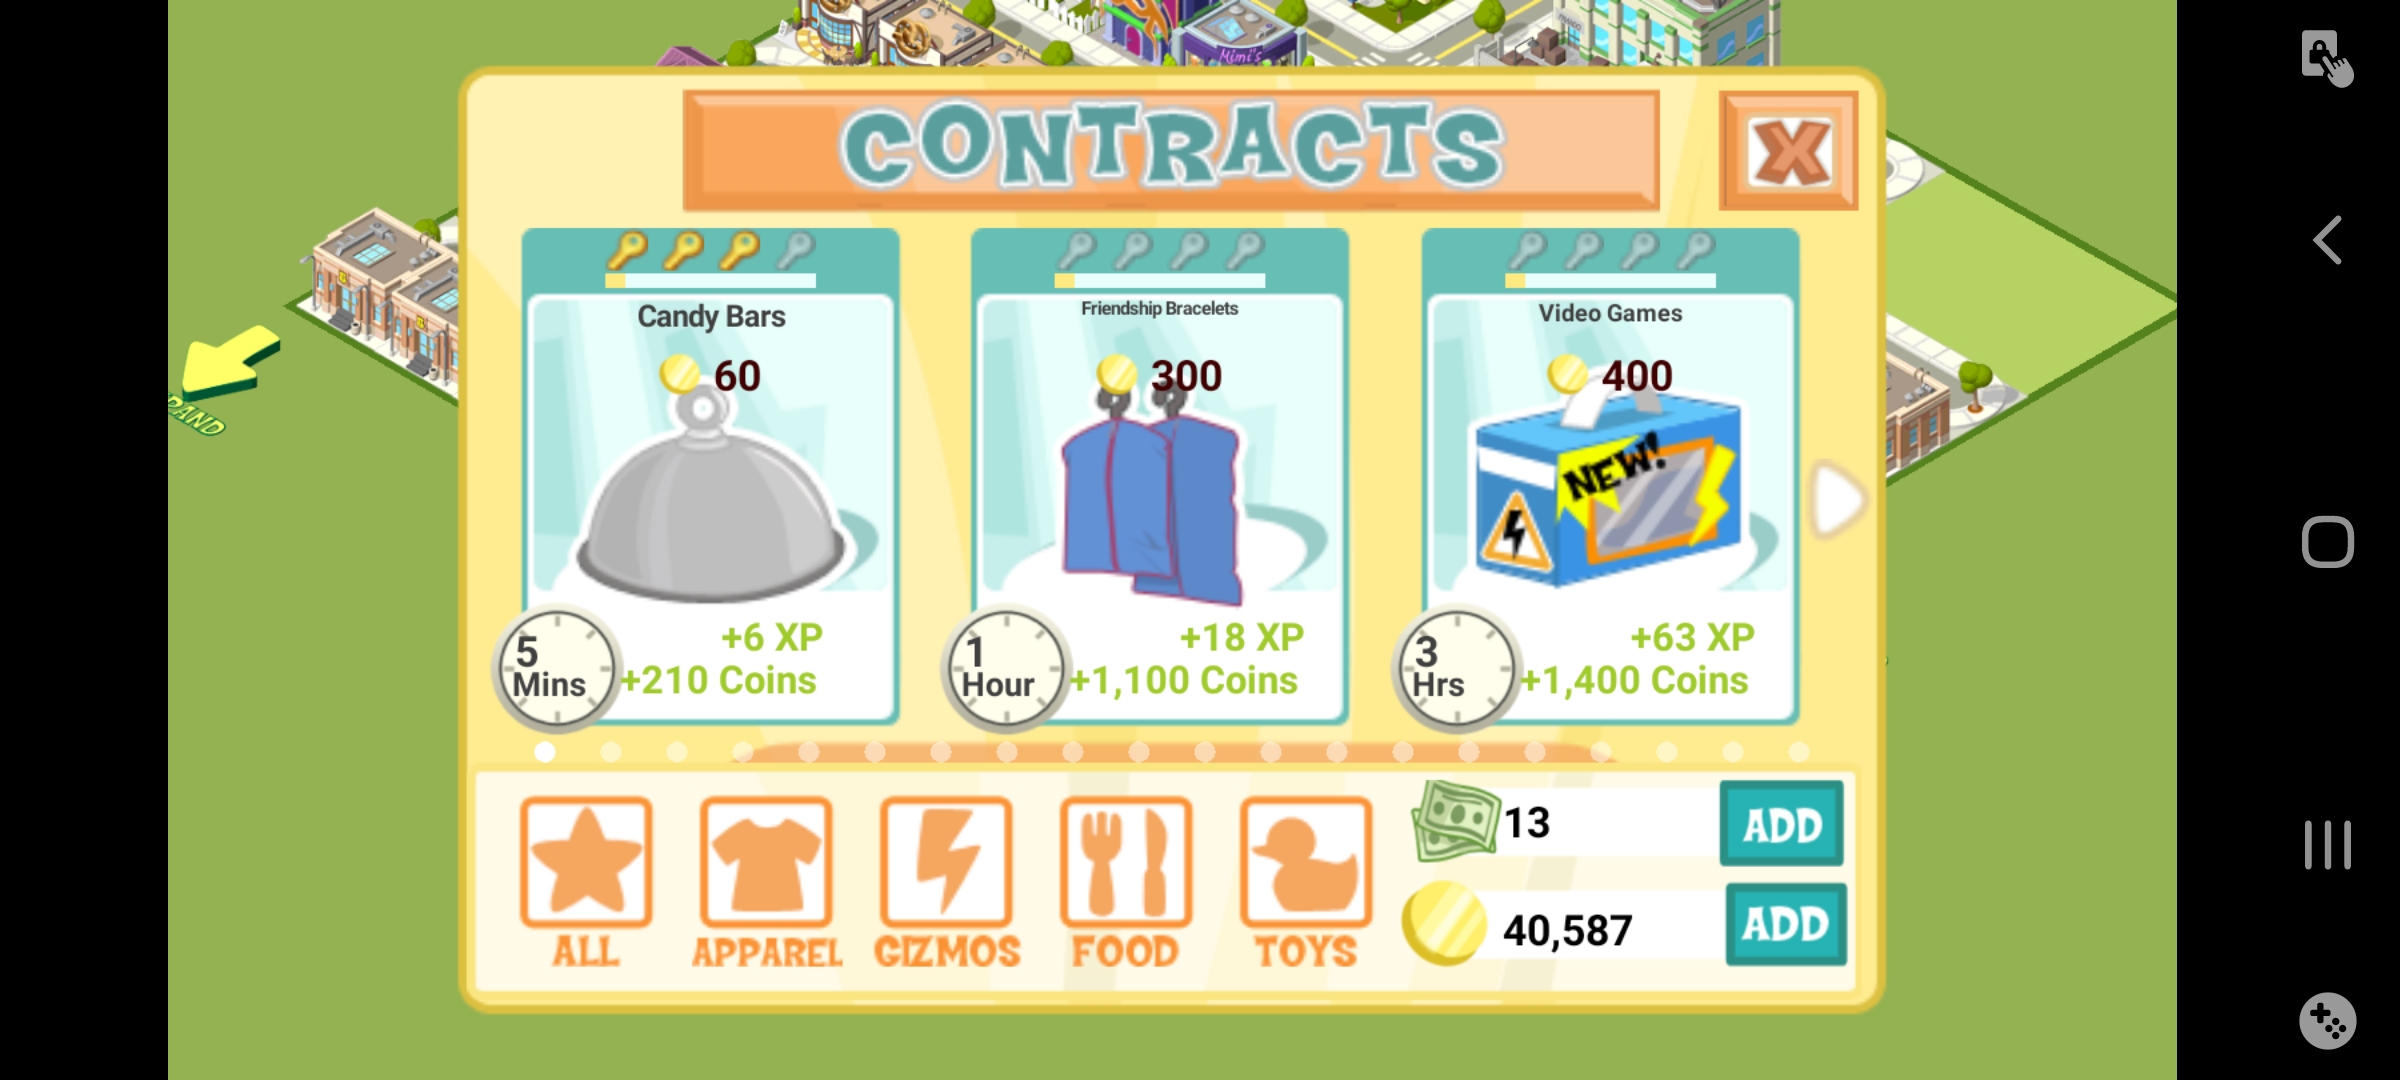 Mimi's
CONTRACTS
X
Candy Bars
Friendship Bracelets
Video Games
60
300
400
NEW!
5
Mins
+6 XP
+210 Coins
1
Hour
+18 XP
+1,100 Coins
3
Hrs
+63 XP
+1,400 Coins
13
ADD
40,587
ADD
ALL
APPAREL
GIZMOS
FOOD
TOYS